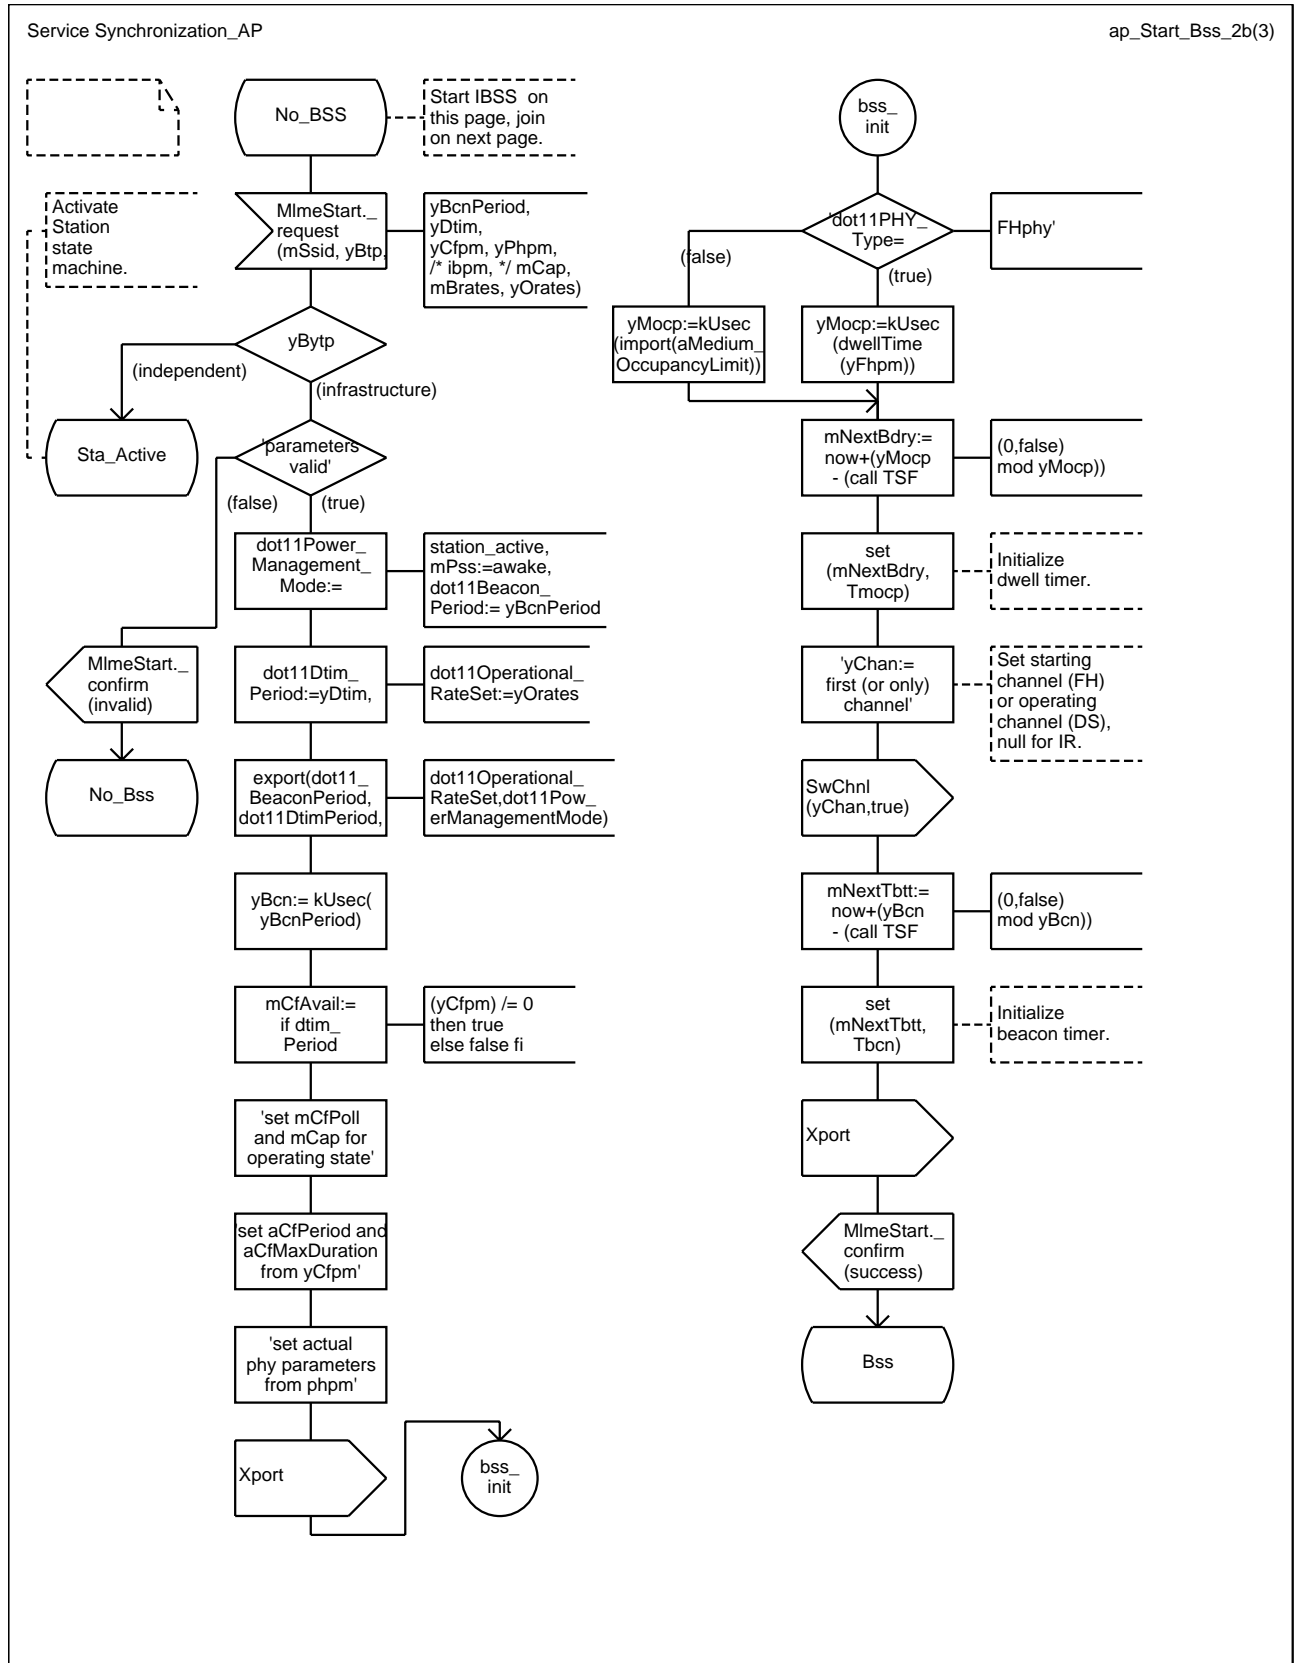 Service Synchronization_AP
ap_Start_Bss_2b(3)
No_BSS
Start IBSS on
this page, join
on next page.
Activate
Station
state
machine.
MlmeStart._
request
(mSsid, yBtp,
yBcnPeriod,
yDtim,
yCfpm, yPhpm,
/* ibpm, */ mCap,
mBrates, yOrates)
yBytp
(independent)
(infrastructure)
Sta_Active
'parameters
valid'
(false)
(true)
dot11Power_
Management_
Mode:=
station_active,
mPss:=awake,
dot11Beacon_
Period:= yBcnPeriod
MlmeStart._
confirm
(invalid)
dot11Dtim_
Period:=yDtim,
dot11Operational_
RateSet:=yOrates
No_Bss
export(dot11_
BeaconPeriod,
dot11DtimPeriod,
dot11Operational_
RateSet,dot11Pow_
erManagementMode)
yBcn:= kUsec(
yBcnPeriod)
mCfAvail:=
if dtim_
Period
(yCfpm) /= 0
then true
else false fi
'set mCfPoll
and mCap for
operating state'
'set aCfPeriod and
aCfMaxDuration
from yCfpm'
'set actual
phy parameters
from phpm'
Xport
bss_
init
bss_
init
'dot11PHY_
Type=
FHphy'
(false)
(true)
yMocp:=kUsec
(import(aMedium_
OccupancyLimit))
yMocp:=kUsec
(dwellTime
(yFhpm))
mNextBdry:=
now+(yMocp
- (call TSF
(0,false)
mod yMocp))
set
(mNextBdry,
Tmocp)
Initialize
dwell timer.
'yChan:=
first (or only)
channel'
Set starting
channel (FH)
or operating
channel (DS),
null for IR.
SwChnl
(yChan,true)
mNextTbtt:=
now+(yBcn
- (call TSF
(0,false)
mod yBcn))
set
(mNextTbtt,
Tbcn)
Initialize
beacon timer.
Xport
MlmeStart._
confirm
(success)
Bss